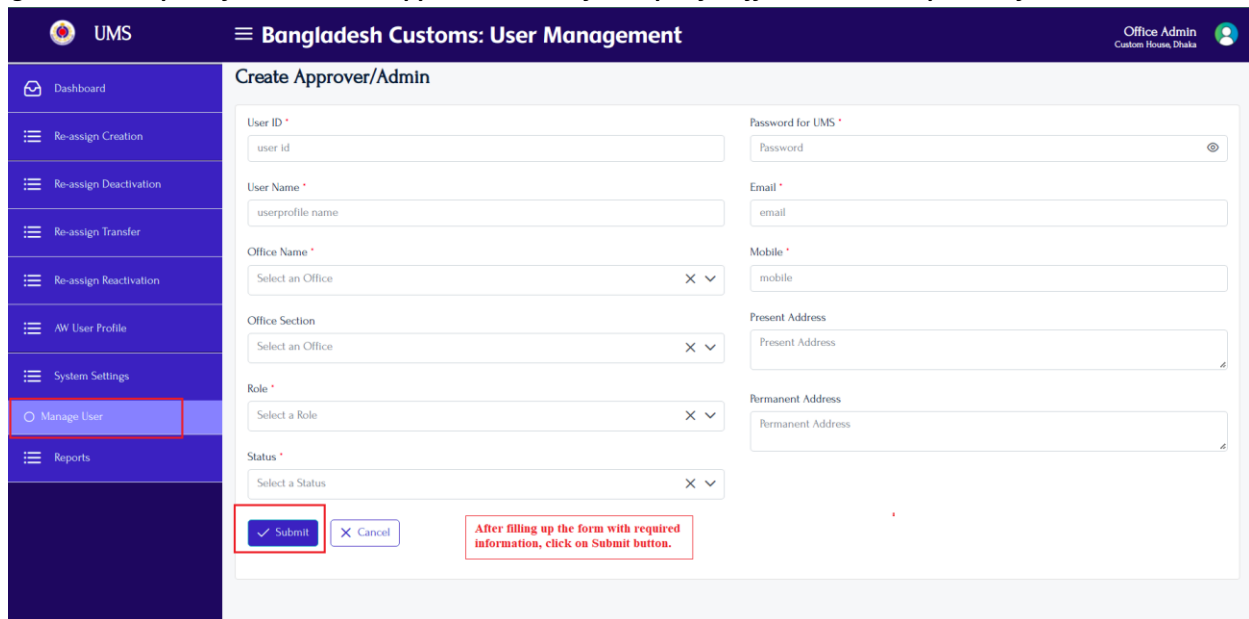 UMS
Bangladesh Customs: User Management
Office Admin
Custom House, Dhaka
Dashboard
Re-assign Creation
Re-assign Deactivation
Re-assign Transfer
Re-assign Reactivation
AW User Profile
System Settings
Manage User
Reports
Create Approver/Admin
User ID *
user id
Password for UMS *
Password
User Name *
userprofile name
Email *
email
Office Name *
Select an Office
Mobile *
mobile
Office Section
Select an Office
Present Address
Present Address
Role *
Select a Role
Permanent Address
Permanent Address
Status *
Select a Status
Submit
Cancel
After filling up the form with required
information, click on Submit button.